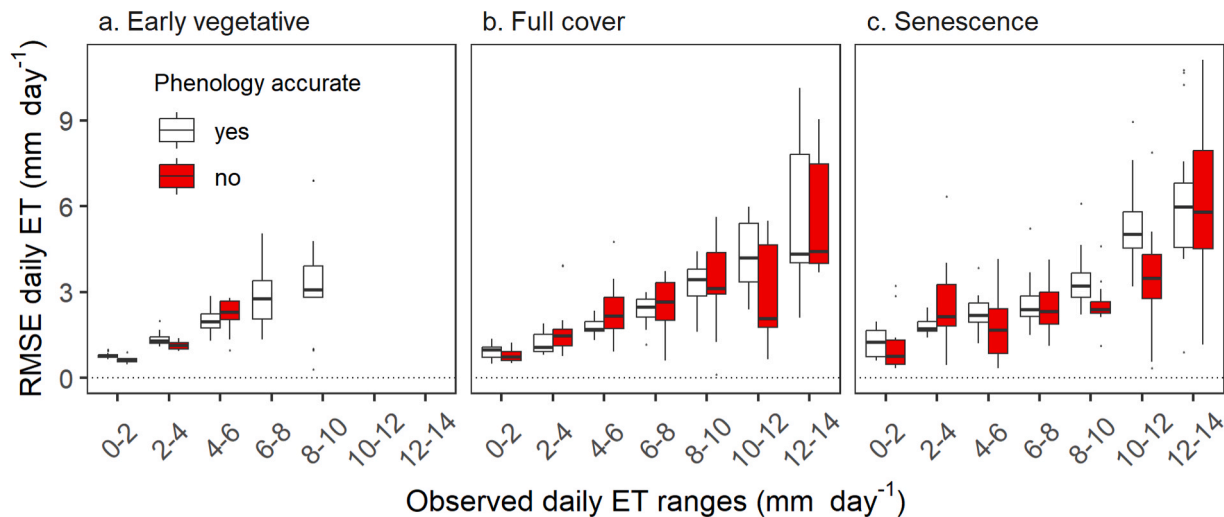 a. Early vegetative
b. Full cover
c. Senescence
RMSE daily ET (mm day⁻¹)
9
6
3
0
Phenology accurate
yes
no
0-2 2-4 4-6 6-8 8-10 10-12 12-14
0-2 2-4 4-6 6-8 8-10 10-12 12-14
0-2 2-4 4-6 6-8 8-10 10-12 12-14
Observed daily ET ranges (mm day⁻¹)